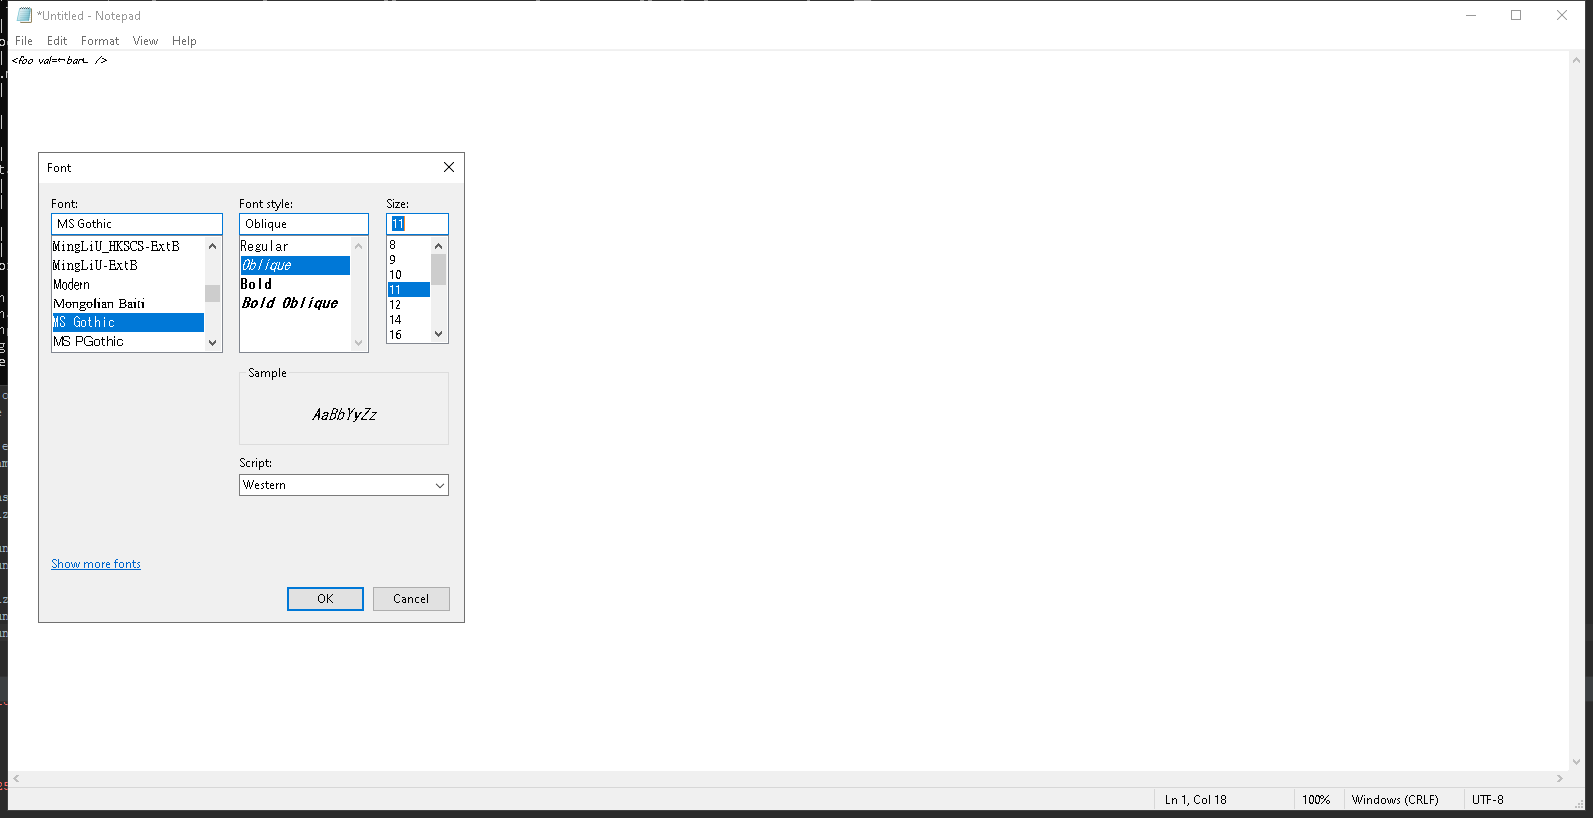 *Untitled - Notepad
File Edit Format View Help
<foo val=←bar← />
Font
Font:
MS Gothic
MingLiU_HKSCS-ExtB
MingLiU-ExtB
Modern
Mongolian Baiti
MS Gothic
MS PGothic
Font style:
Oblique
Regular
Oblique
Bold
Bold Oblique
Size:
11
8
9
10
11
12
14
16
Sample
AaBbYyZz
Script:
Western
Show more fonts
OK Cancel
Ln 1, Col 18 100% Windows (CRLF) UTF-8